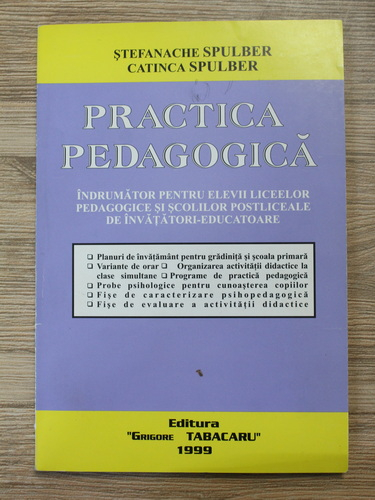 ŞTEFANACHE SPULBER
CATINCA SPULBER
PRACTICA
PEDAGOGICĂ
ÎNDRUMĂTOR PENTRU ELEVII LICEELOR
PEDAGOGICE ŞI ŞCOLILOR POSTLICEALE
DE ÎNVĂŢĂTORI-EDUCATOARE
❑ Planuri de învăţământ pentru grădiniţă şi şcoala primară
❑ Variante de orar ❑ Organizarea activităţii didactice la
clase simultane ❑ Programe de practică pedagogică
❑ Probe psihologice pentru cunoaşterea copiilor
❑ Fişe de caracterizare psihopedagogică
❑ Fişe de evaluare a activităţii didactice
Editura
"GRIGORE TABACARU"
1999